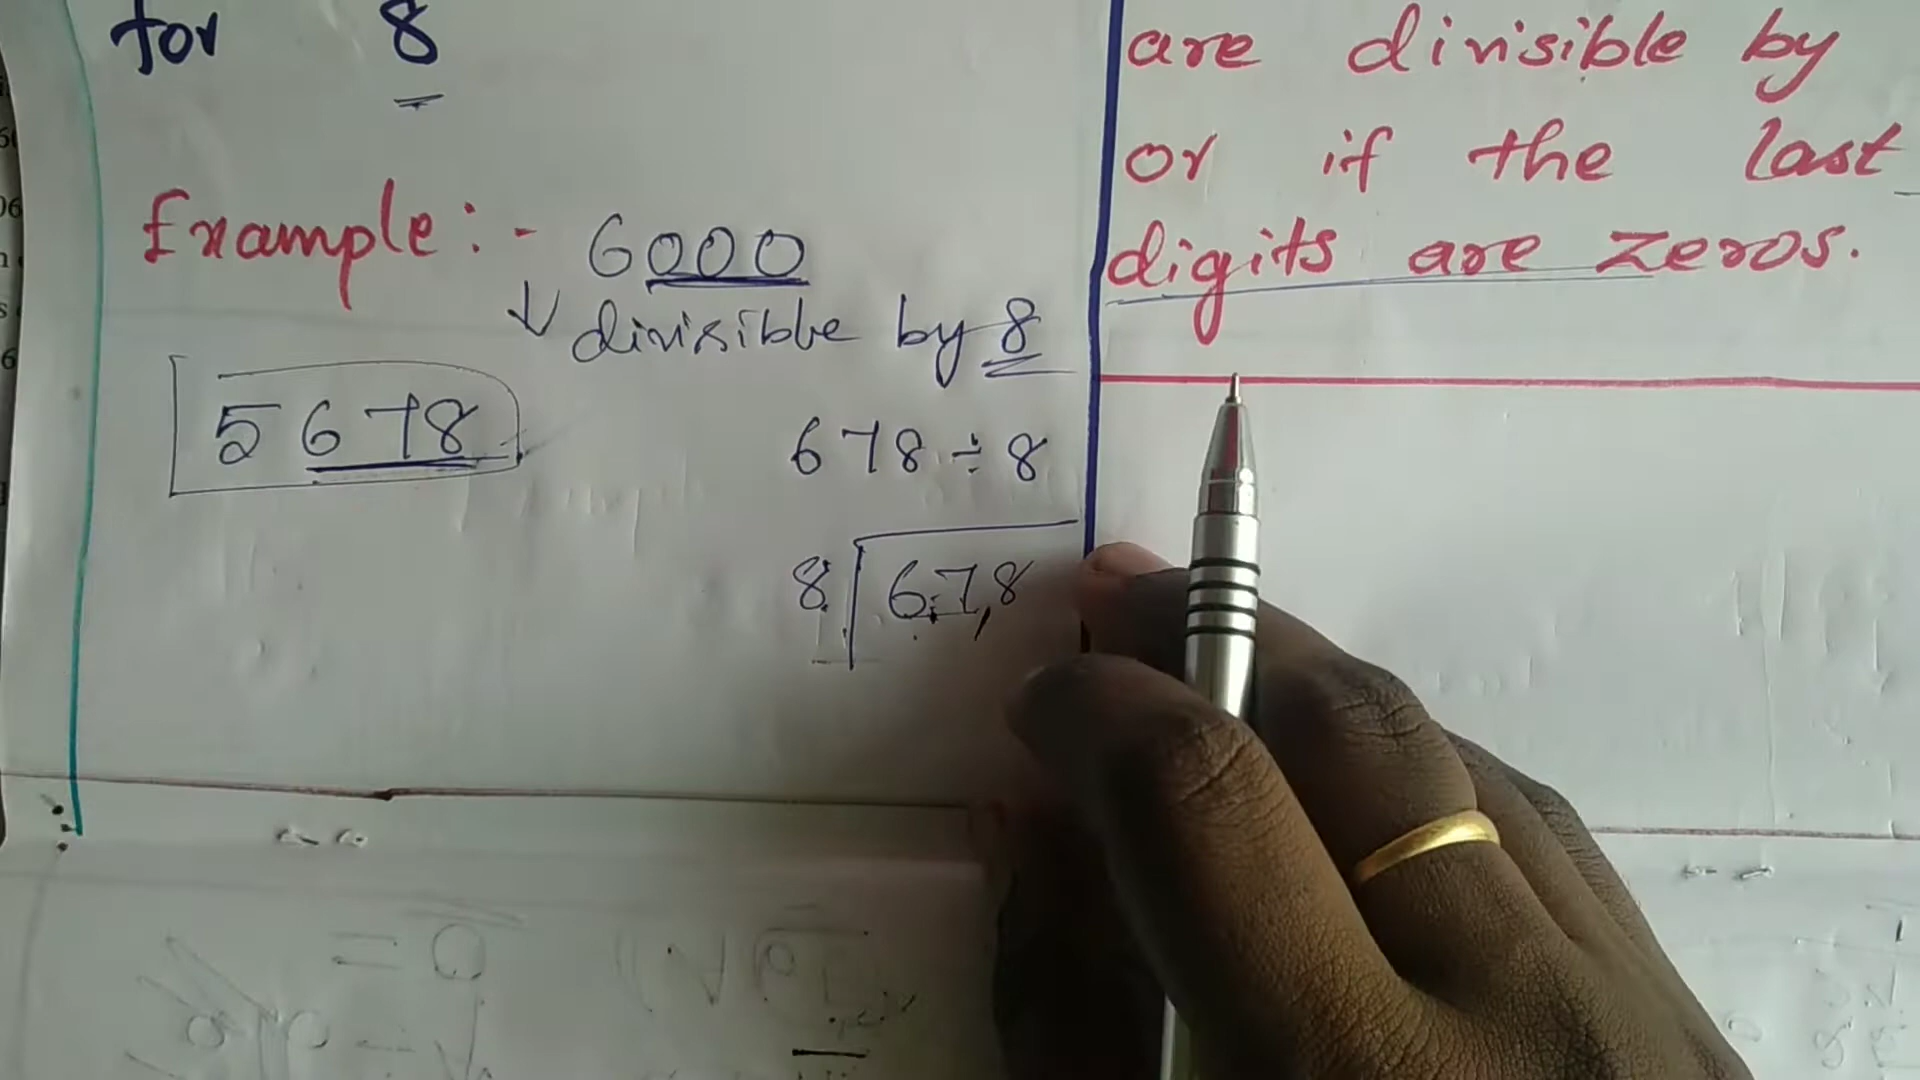 for 8
Example:- 6000
↓ divisible by 8
5678
678÷8
8 678
are divisible by
or if the last
digits are zeros.